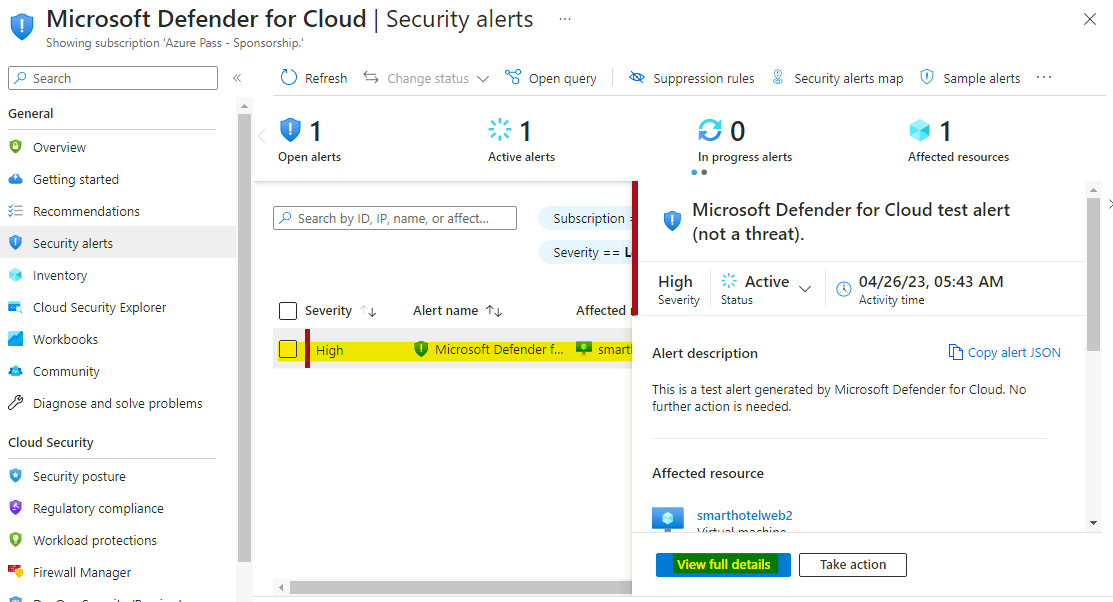 Microsoft Defender for Cloud | Security alerts ...
Showing subscription 'Azure Pass - Sponsorship.'
Search
«
General
Overview
Getting started
Recommendations
Security alerts
Inventory
Cloud Security Explorer
Workbooks
Community
Diagnose and solve problems
Cloud Security
Security posture
Regulatory compliance
Workload protections
Firewall Manager
Refresh
Change status
Open query
Suppression rules
Security alerts map
Sample alerts
...
1
Open alerts
1
Active alerts
0
In progress alerts
1
Affected resources
Search by ID, IP, name, or affect...
Subscription =
Severity == L
Severity ↑↓
Alert name ↑↓
Affected
High
Microsoft Defender f...
smart
Microsoft Defender for Cloud test alert
(not a threat).
High
Severity
Active
Status
04/26/23, 05:43 AM
Activity time
Alert description
Copy alert JSON
This is a test alert generated by Microsoft Defender for Cloud. No
further action is needed.
Affected resource
smarthotelweb2
Virtual machine
View full details
Take action